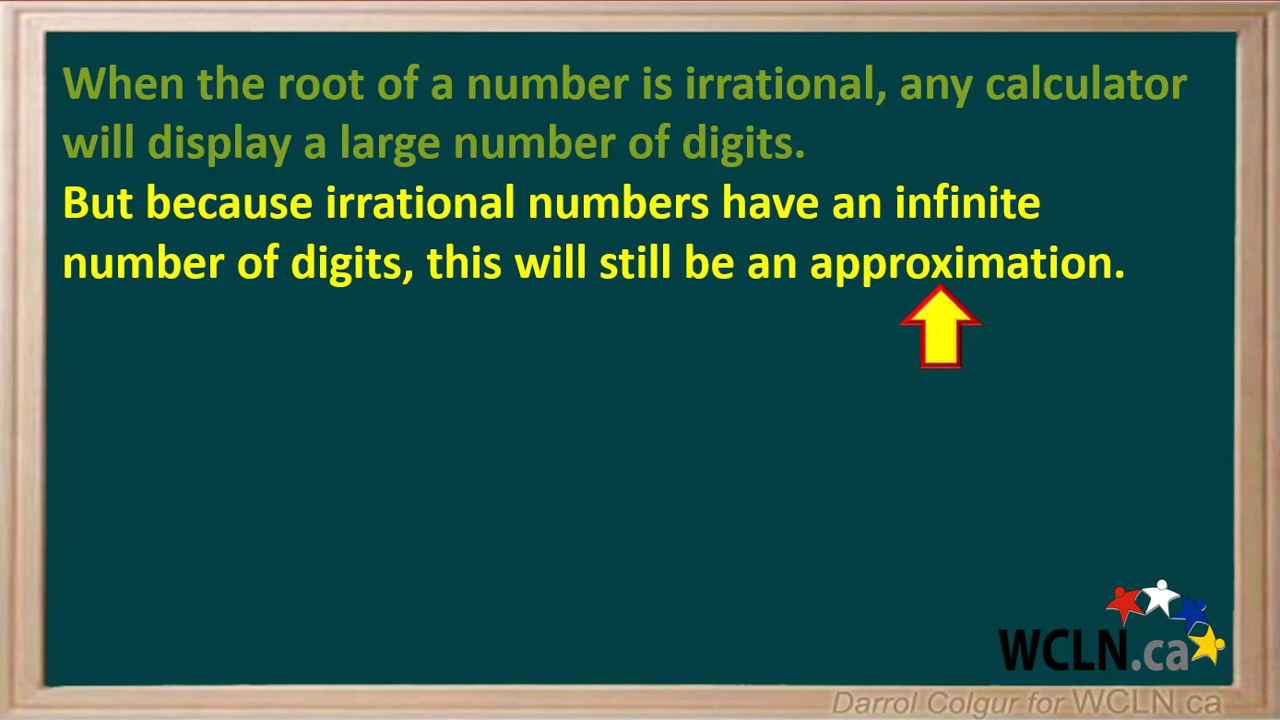 When the root of a number is irrational, any calculator
will display a large number of digits.
But because irrational numbers have an infinite
number of digits, this will still be an approximation.
WCLN.ca
Darrol Colgur for WCLN.ca